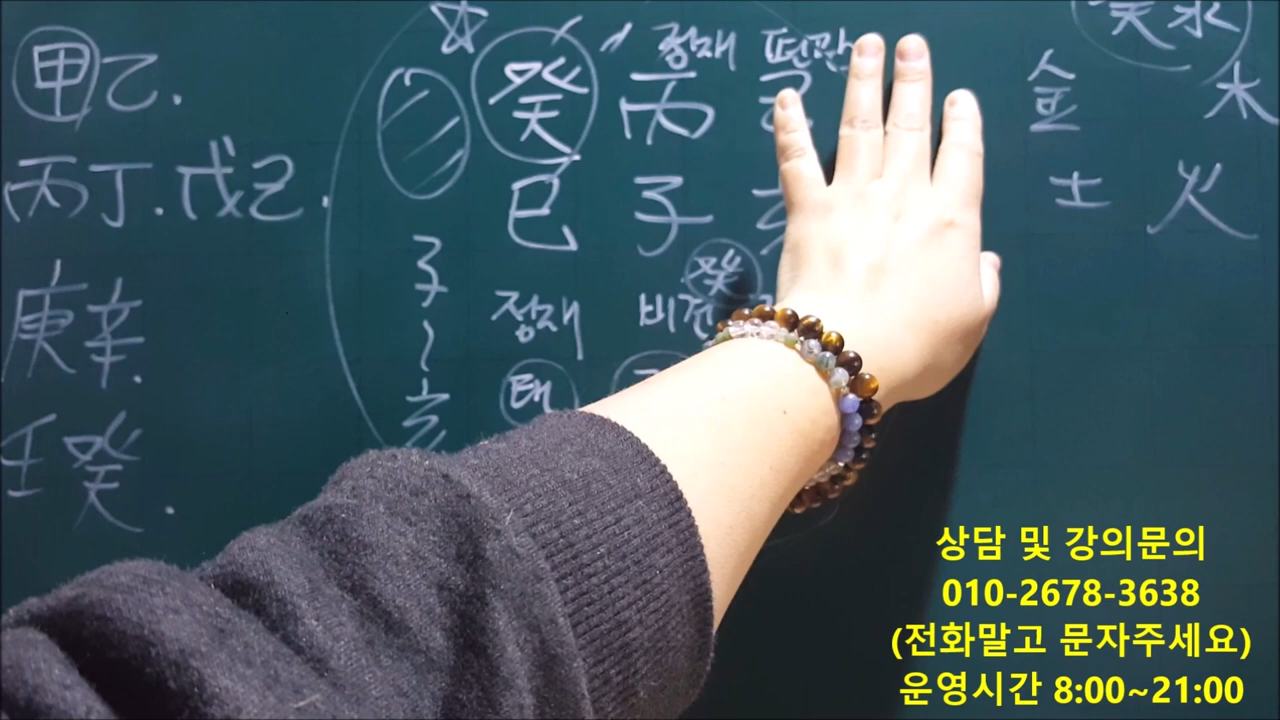 甲乙.
丙丁.戊己.
庚辛.
壬癸.
子~亥
정재 편관
癸丙
巳子
癸
정재 비견
태
癸水
金木
土火
상담 및 강의문의
010-2678-3638
(전화말고 문자주세요)
운영시간 8:00~21:00